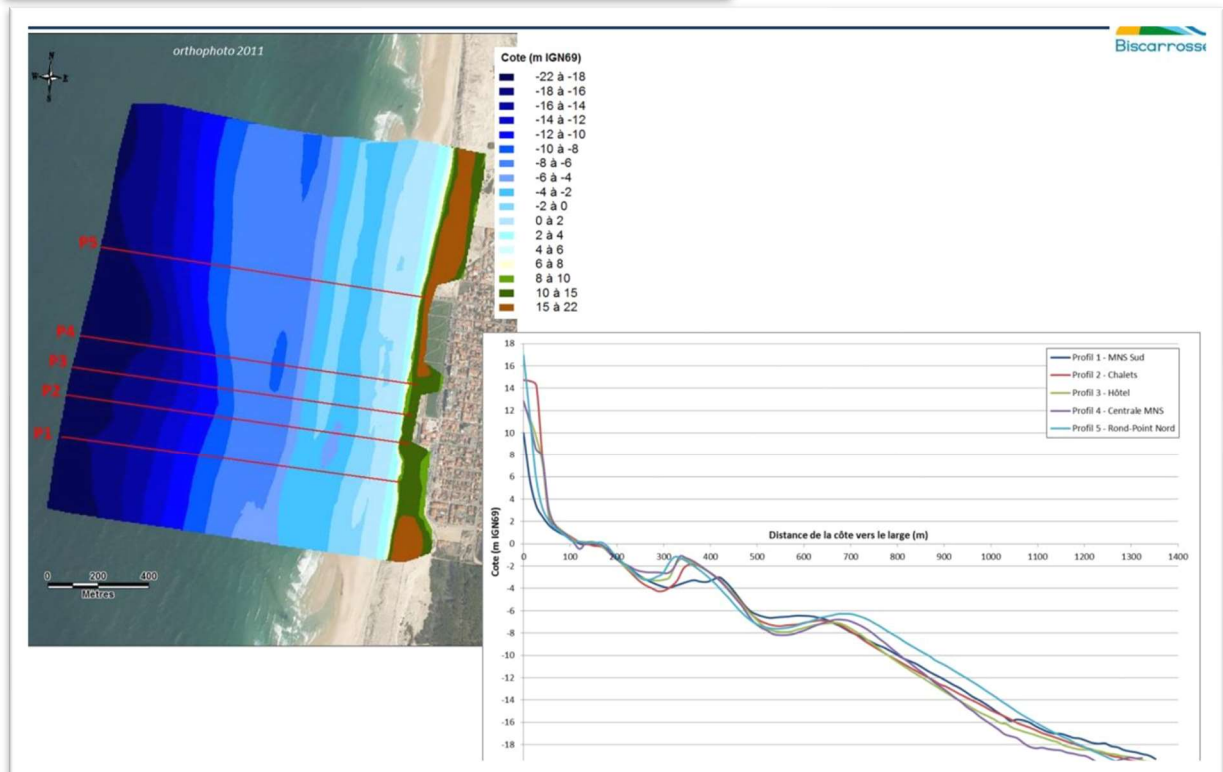 orthophoto 2011
N
W
E
S
Biscarrosse
Cote (m IGN69)
-22 à -18
-18 à -16
-16 à -14
-14 à -12
-12 à -10
-10 à -8
-8 à -6
-6 à -4
-4 à -2
-2 à 0
0 à 2
2 à 4
4 à 6
6 à 8
8 à 10
10 à 15
15 à 22
P5
P4
P3
P2
P1
0 200 400
Mètres
18
16
14
12
10
8
6
4
2
0
-2
-4
-6
-8
-10
-12
-14
-16
-18
Cote (m IGN69)
Distance de la côte vers le large (m)
0 100 200 300 400 500 600 700 800 900 1000 1100 1200 1300 1400
Profil 1 - MNS Sud
Profil 2 - Chalets
Profil 3 - Hôtel
Profil 4 - Centrale MNS
Profil 5 - Rond-Point Nord